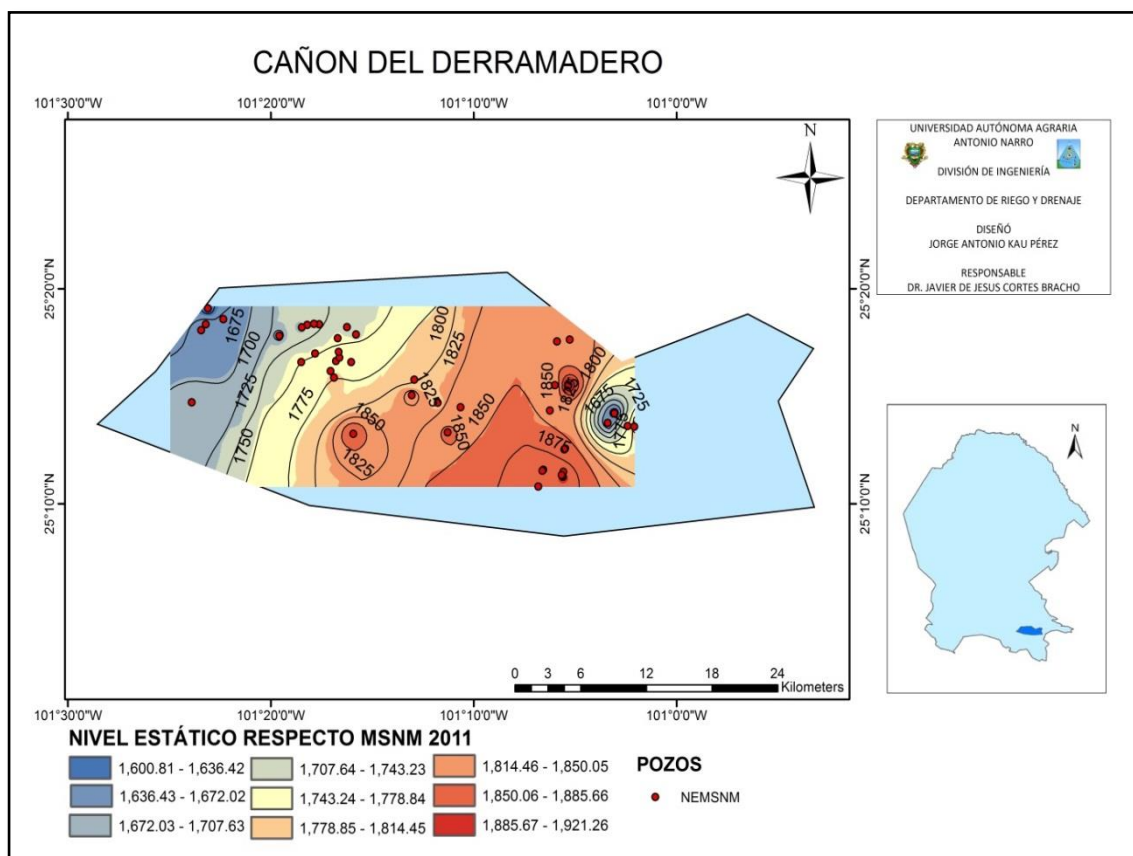 CAÑON DEL DERRAMADERO
101°30'0"W 101°20'0"W 101°10'0"W 101°0'0"W
N
25°20'0"N 25°20'0"N
25°10'0"N 25°10'0"N
1675
1700
1725
1750
1775
1800
1825
1825
1850
1825
1850
1850
1850
1825
1800
1875
1675
1725
1775
0 3 6 12 18 24
Kilometers
101°30'0"W 101°20'0"W 101°10'0"W 101°0'0"W
NIVEL ESTÁTICO RESPECTO MSNM 2011
1,600.81 - 1,636.42 1,707.64 - 1,743.23 1,814.46 - 1,850.05
1,636.43 - 1,672.02 1,743.24 - 1,778.84 1,850.06 - 1,885.66
1,672.03 - 1,707.63 1,778.85 - 1,814.45 1,885.67 - 1,921.26
POZOS
NEMSNM
UNIVERSIDAD AUTÓNOMA AGRARIA
ANTONIO NARRO
DIVISIÓN DE INGENIERÍA
DEPARTAMENTO DE RIEGO Y DRENAJE
DISEÑÓ
JORGE ANTONIO KAU PÉREZ
RESPONSABLE
DR. JAVIER DE JESUS CORTES BRACHO
N